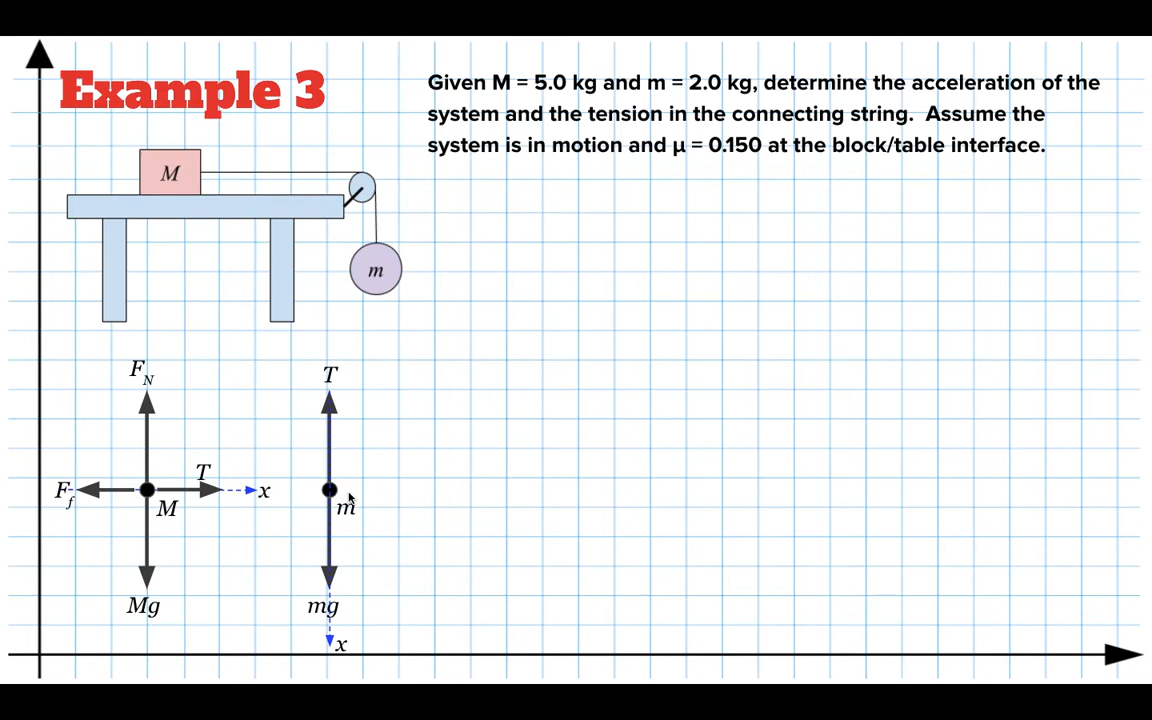 Example 3
Given M = 5.0 kg and m = 2.0 kg, determine the acceleration of the
system and the tension in the connecting string.  Assume the
system is in motion and μ = 0.150 at the block/table interface.
M
m
F_N
T
T
F_f
x
M
m
Mg
mg
x